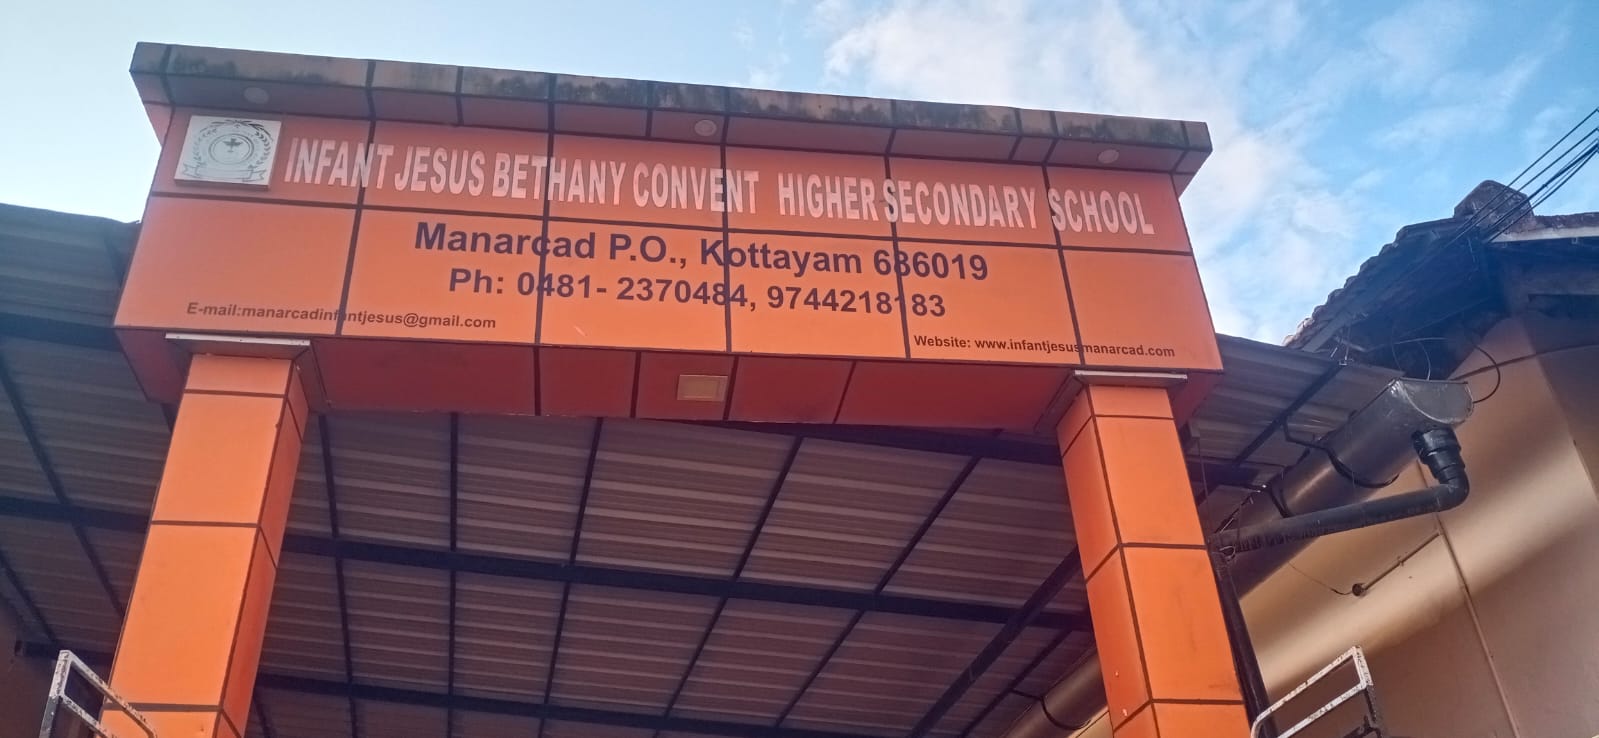 INFANT JESUS BETHANY CONVENT HIGHER SECONDARY SCHOOL
Manarcad P.O., Kottayam 686019
Ph: 0481- 2370484, 9744218183
E-mail:manarcadinfantjesus@gmail.com
Website: www.infantjesusmanarcad.com